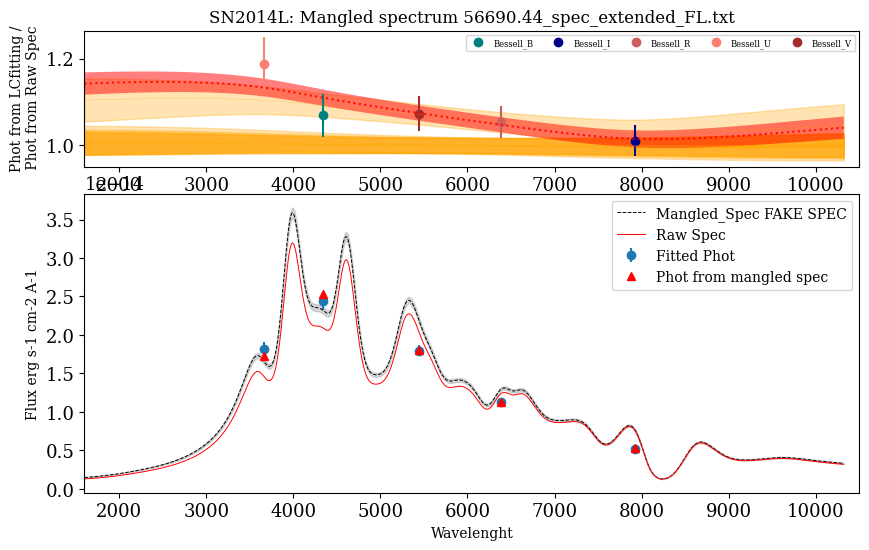 SN2014L: Mangled spectrum 56690.44_spec_extended_FL.txt
Phot from LCfitting /
Phot from Raw Spec
1.2
1.0
Bessell_B Bessell_I Bessell_R Bessell_U Bessell_V
2000 3000 4000 5000 6000 7000 8000 9000 10000
1e−14
Flux erg s-1 cm-2 A-1
3.5
3.0
2.5
2.0
1.5
1.0
0.5
0.0
Mangled_Spec FAKE SPEC
Raw Spec
Fitted Phot
Phot from mangled spec
2000 3000 4000 5000 6000 7000 8000 9000 10000
Wavelenght